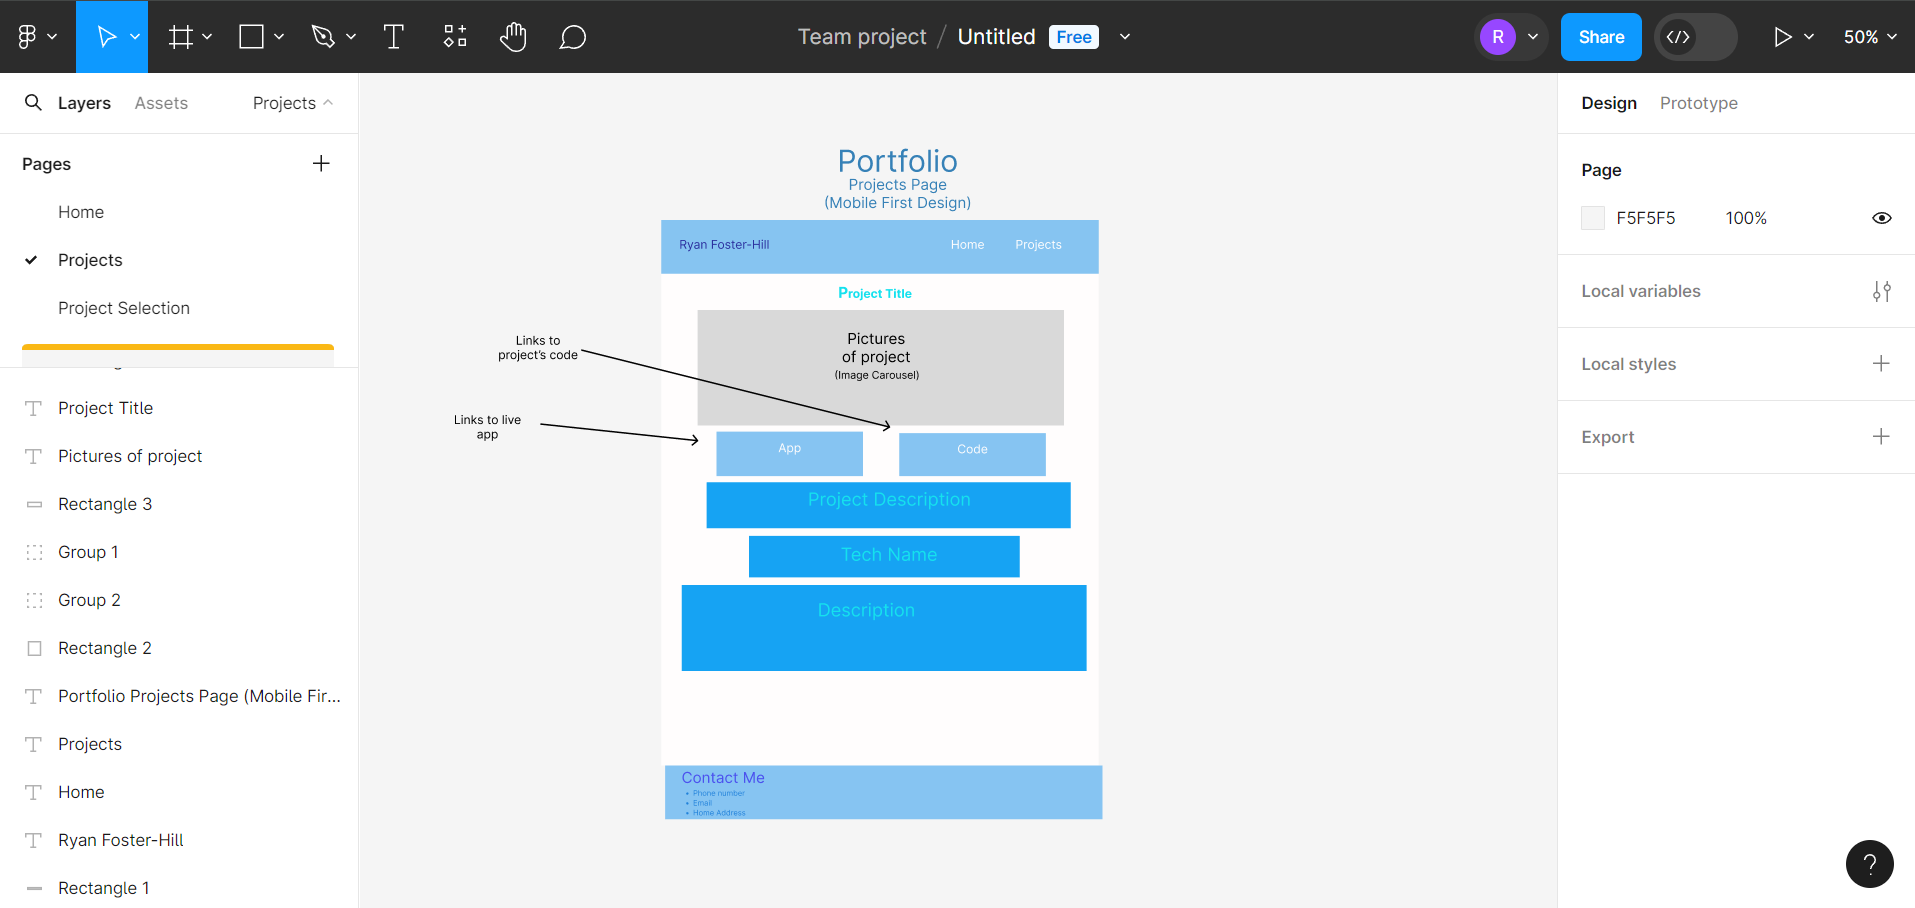 Team project / Untitled Free
R
Share
50%
Layers Assets Projects
Pages
Home
Projects
Project Selection
Project Title
Pictures of project
Rectangle 3
Group 1
Group 2
Rectangle 2
Portfolio Projects Page (Mobile Fir...
Projects
Home
Ryan Foster-Hill
Rectangle 1
Portfolio
Projects Page
(Mobile First Design)
Ryan Foster-Hill Home Projects
Project Title
Pictures
of project
(Image Carousel)
Links to
project's code
Links to live
app
App Code
Project Description
Tech Name
Description
Contact Me
• Phone number
• Email
• Home Address
Design Prototype
Page
F5F5F5 100%
Local variables
Local styles
Export
?